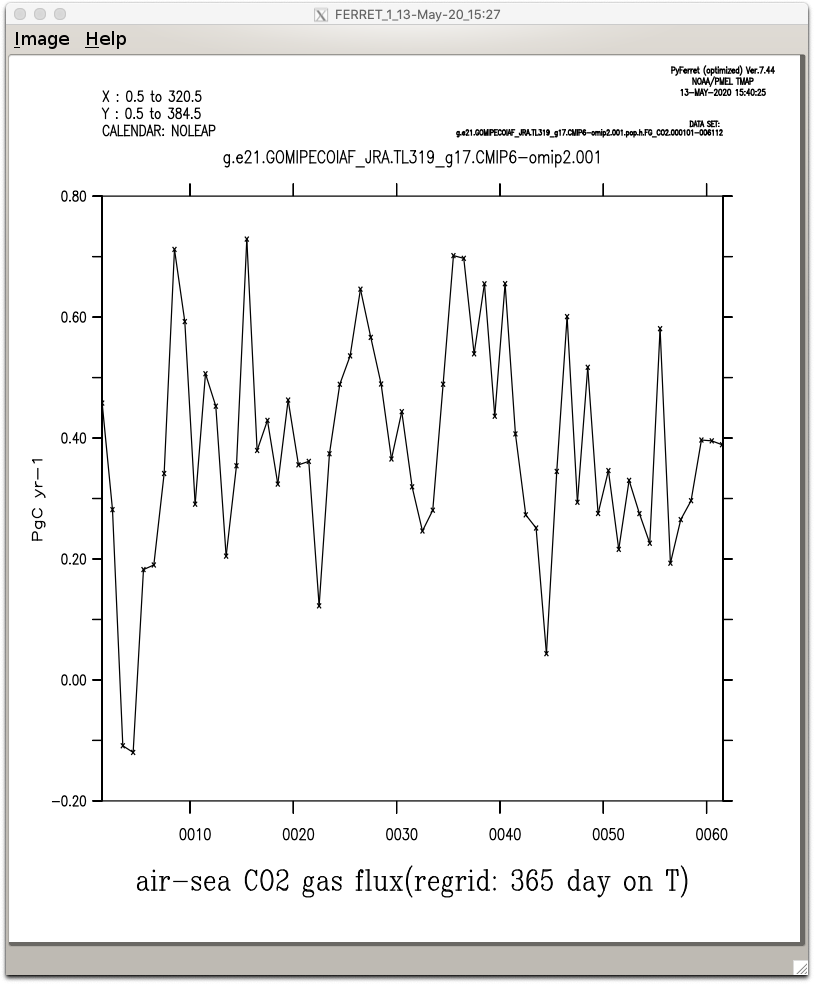 FERRET_1_13-May-20_15:27
Image Help
PyFerret (optimized) Ver.7.44
NOAA/PMEL TMAP
13-MAY-2020 15:40:25
X : 0.5 to 320.5
Y : 0.5 to 384.5
CALENDAR: NOLEAP
DATA SET:
g.e21.GOMIPECOIAF_JRA.TL319_g17.CMIP6-omip2.001.pop.h.FG_CO2.000101-006112
g.e21.GOMIPECOIAF_JRA.TL319_g17.CMIP6-omip2.001
0.80
0.60
0.40
0.20
0.00
-0.20
PgC yr-1
0010 0020 0030 0040 0050 0060
air-sea CO2 gas flux(regrid: 365 day on T)